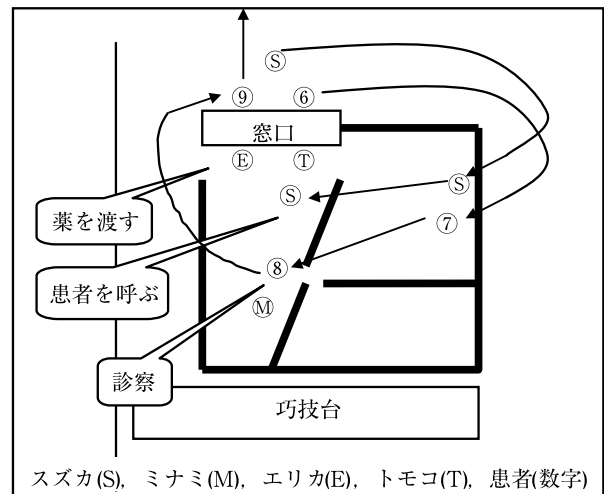 Ⓢ
⑨ ⑥
窓口
Ⓔ Ⓣ
Ⓢ Ⓢ
薬を渡す
⑦
⑧
患者を呼ぶ
Ⓜ
診察
巧技台
スズカ(S), ミナミ(M), エリカ(E), トモコ(T), 患者(数字)